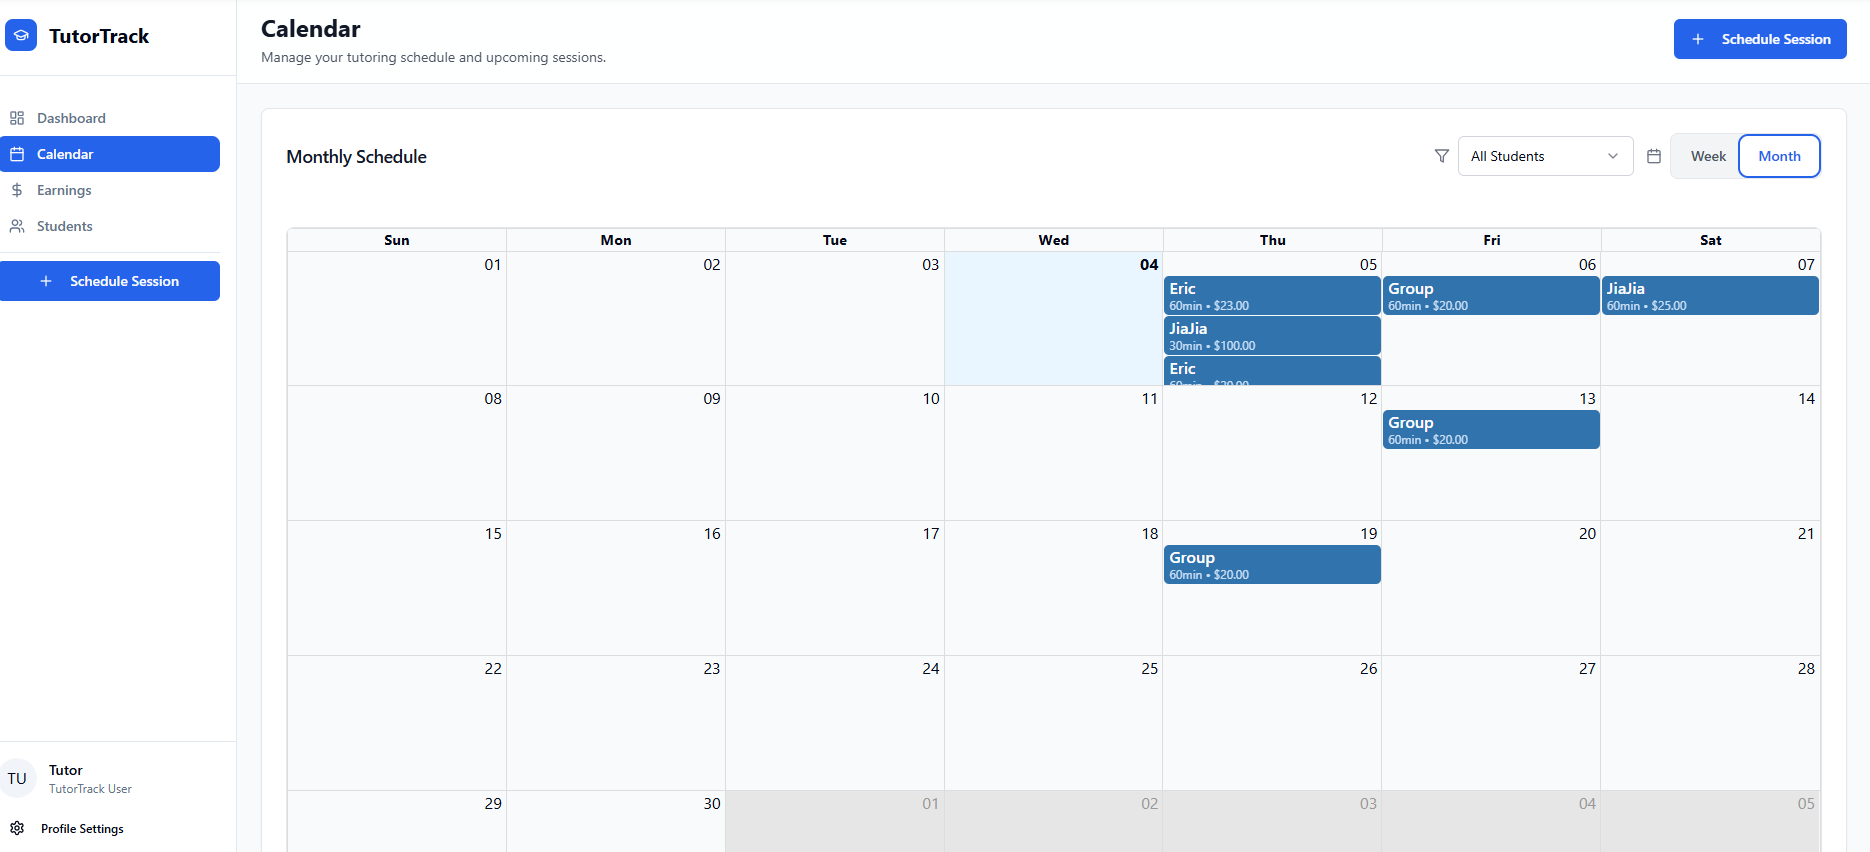 TutorTrack
Dashboard
Calendar
Earnings
Students
Schedule Session
TU
Tutor
TutorTrack User
Profile Settings
Calendar
Manage your tutoring schedule and upcoming sessions.
Schedule Session
Monthly Schedule
All Students
Week
Month
Sun Mon Tue Wed Thu Fri Sat
01 02 03 04 05 06 07
Eric
60min • $23.00
JiaJia
30min • $100.00
Eric
Group
60min • $20.00
JiaJia
60min • $25.00
08 09 10 11 12 13 14
Group
60min • $20.00
15 16 17 18 19 20 21
Group
60min • $20.00
22 23 24 25 26 27 28
29 30 01 02 03 04 05